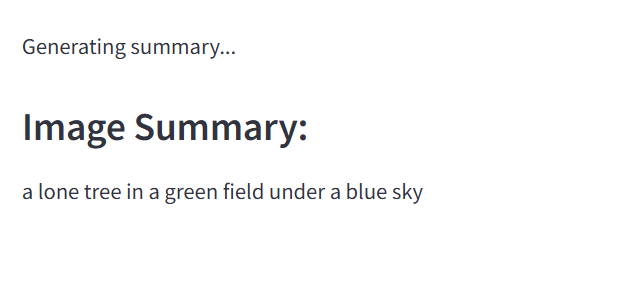 Generating summary...
Image Summary:
a lone tree in a green field under a blue sky